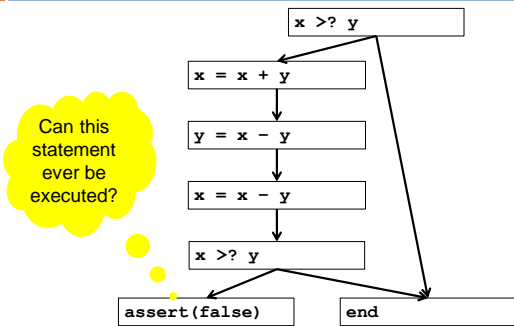 x >? y
x = x + y
y = x − y
x = x − y
x >? y
Can this
statement
ever be
executed?
assert(false)
end